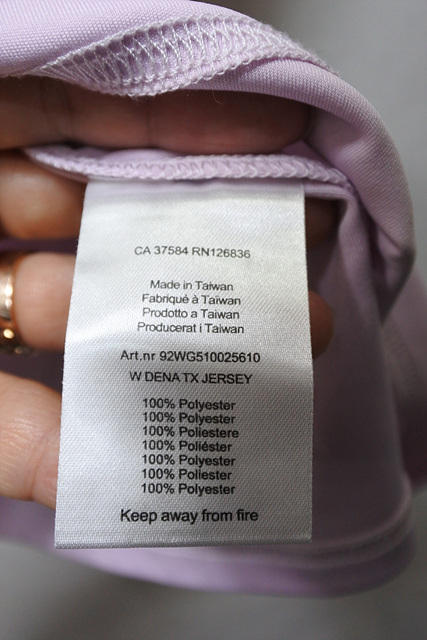 CA 37584 RN126836
Made in Taiwan
Fabriqué à Taïwan
Prodotto a Taiwan
Producerat i Taiwan
Art.nr 92WG510025610
W DENA TX JERSEY
100% Polyester
100% Polyester
100% Poliestere
100% Poliéster
100% Polyester
100% Poliester
100% Polyester
Keep away from fire